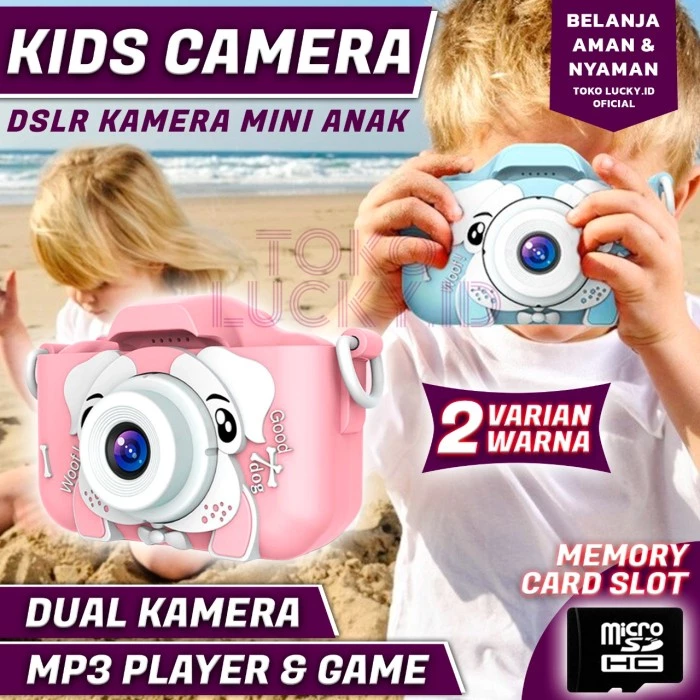 KIDS CAMERA
DSLR KAMERA MINI ANAK
BELANJA
AMAN &
NYAMAN
TOKO LUCKY.ID
OFICIAL
TOKO
LUCKY.ID
Woof!
Woof!
Good
dog
2 VARIAN
WARNA
MEMORY
CARD SLOT
micro
SD
HC
DUAL KAMERA
MP3 PLAYER & GAME